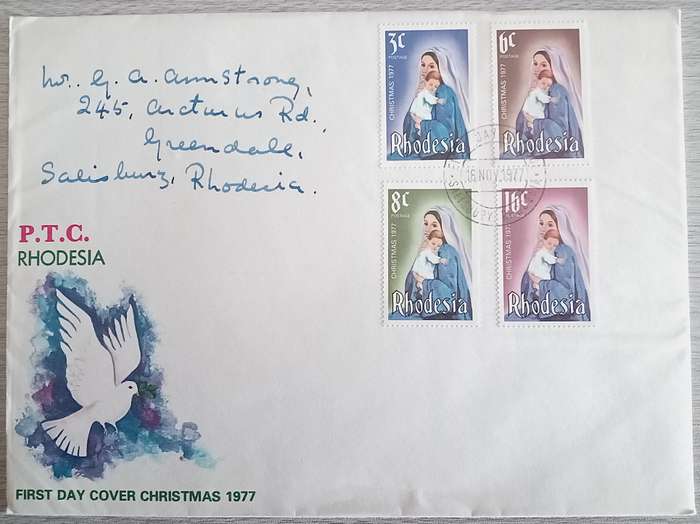 Mr. G. A. Armstrong,
245, Arcturus Rd.
Greendale,
Salisbury, Rhodesia.
P.T.C.
RHODESIA
FIRST DAY COVER CHRISTMAS 1977
3c
POSTAGE
CHRISTMAS 1977
Rhodesia
6c
POSTAGE
CHRISTMAS 1977
Rhodesia
16 NOV 1977
8c
POSTAGE
CHRISTMAS 1977
Rhodesia
16c
POSTAGE
CHRISTMAS 1977
Rhodesia